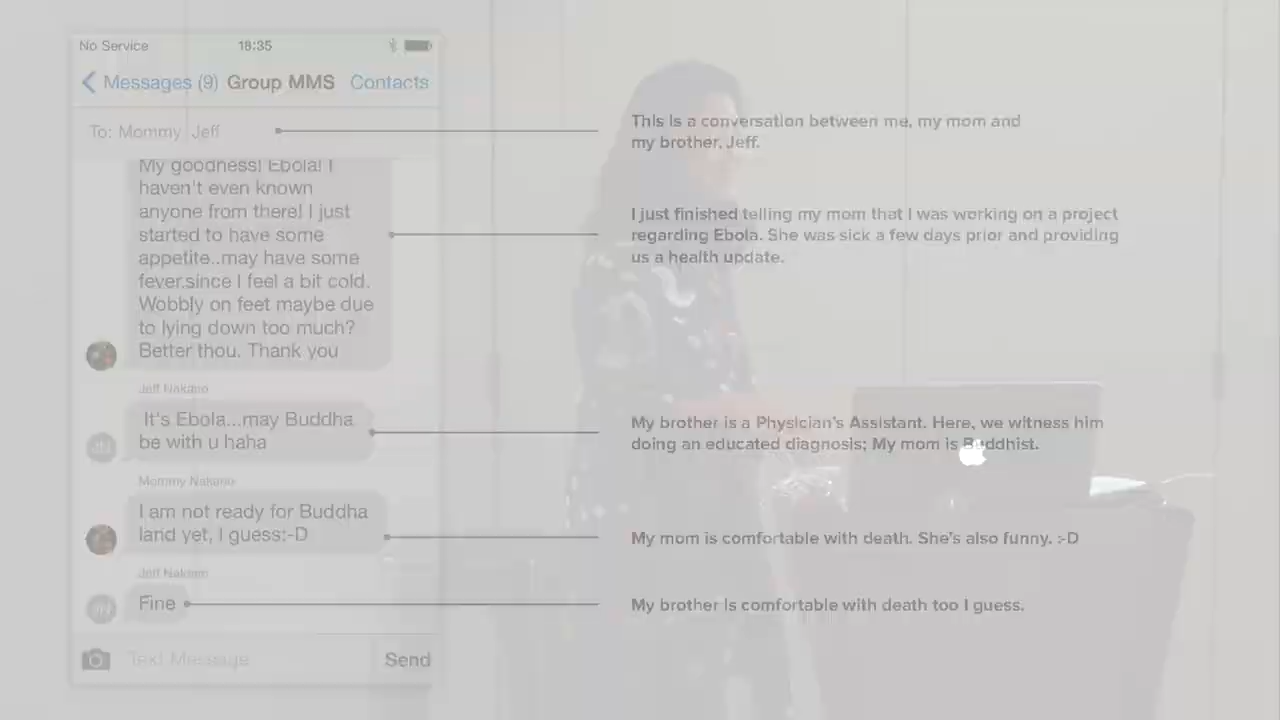 No Service 18:35
Messages (9) Group MMS Contacts
To: Mommy, Jeff
My goodness! Ebola! I
haven't even known
anyone from there! I just
started to have some
appetite..may have some
fever.since I feel a bit cold.
Wobbly on feet maybe due
to lying down too much?
Better thou. Thank you
Jeff Nakano
It's Ebola...may Buddha
be with u haha
Mommy Nakano
I am not ready for Buddha
land yet, I guess:-D
Jeff Nakano
Fine
Text Message Send
This is a conversation between me, my mom and
my brother, Jeff.
I just finished telling my mom that I was working on a project
regarding Ebola. She was sick a few days prior and providing
us a health update.
My brother is a Physician's Assistant. Here, we witness him
doing an educated diagnosis; My mom is Buddhist.
My mom is comfortable with death. She's also funny. :-D
My brother is comfortable with death too I guess.